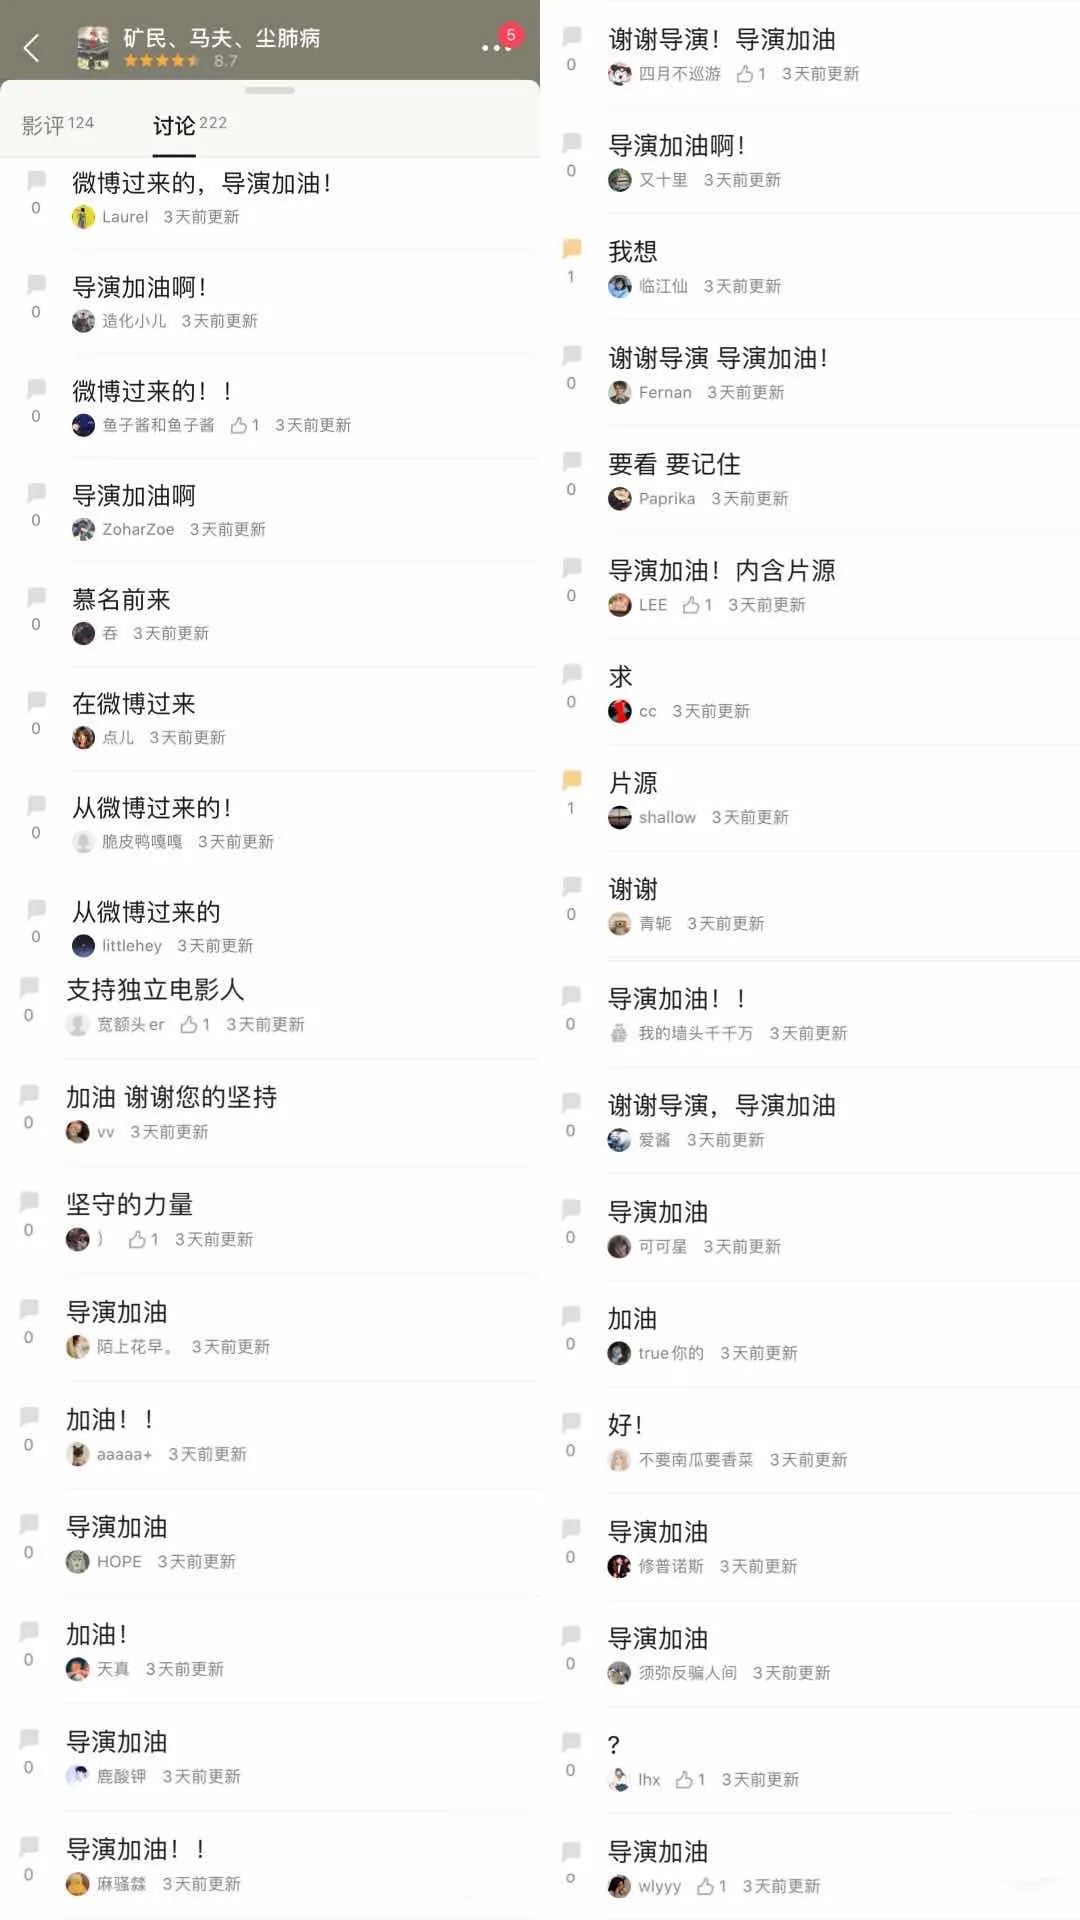 矿民、马夫、尘肺病
8.7
5
影评 124
讨论 222
微博过来的，导演加油！
0
Laurel 3天前更新
导演加油啊！
0
造化小儿 3天前更新
微博过来的！！
0
鱼子酱和鱼子酱 1 3天前更新
导演加油啊
0
ZoharZoe 3天前更新
慕名前来
0
吞 3天前更新
在微博过来
0
点儿 3天前更新
从微博过来的！
0
脆皮鸭嘎嘎 3天前更新
从微博过来的
0
littlehey 3天前更新
支持独立电影人
0
宽额头er 1 3天前更新
加油 谢谢您的坚持
0
vv 3天前更新
坚守的力量
0
） 1 3天前更新
导演加油
0
陌上花早。 3天前更新
加油！！
0
aaaaa+ 3天前更新
导演加油
0
HOPE 3天前更新
加油！
0
天真 3天前更新
导演加油
0
鹿酸钾 3天前更新
导演加油！！
0
麻骚燚 3天前更新
谢谢导演！导演加油
0
四月不巡游 1 3天前更新
导演加油啊！
0
又十里 3天前更新
我想
1
临江仙 3天前更新
谢谢导演 导演加油！
0
Fernan 3天前更新
要看 要记住
0
Paprika 3天前更新
导演加油！内含片源
0
LEE 1 3天前更新
求
0
cc 3天前更新
片源
1
shallow 3天前更新
谢谢
0
青轭 3天前更新
导演加油！！
0
我的墙头千千万 3天前更新
谢谢导演，导演加油
0
爱酱 3天前更新
导演加油
0
可可星 3天前更新
加油
0
true你的 3天前更新
好！
0
不要南瓜要香菜 3天前更新
导演加油
0
修普诺斯 3天前更新
导演加油
0
须弥反骗人间 3天前更新
？
0
lhx 1 3天前更新
导演加油
0
wlyyy 1 3天前更新